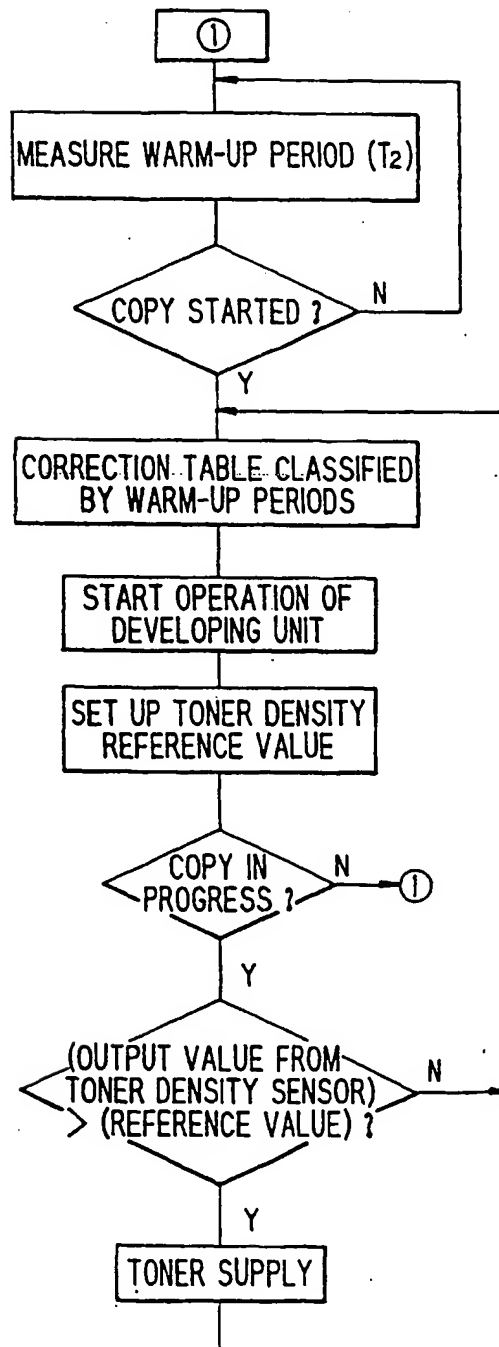 ①
MEASURE WARM-UP PERIOD (T2)
COPY STARTED ?
N
Y
CORRECTION TABLE CLASSIFIED
BY WARM-UP PERIODS
START OPERATION OF
DEVELOPING UNIT
SET UP TONER DENSITY
REFERENCE VALUE
COPY IN
PROGRESS ?
N
①
Y
(OUTPUT VALUE FROM
TONER DENSITY SENSOR)
> (REFERENCE VALUE) ?
N
Y
TONER SUPPLY